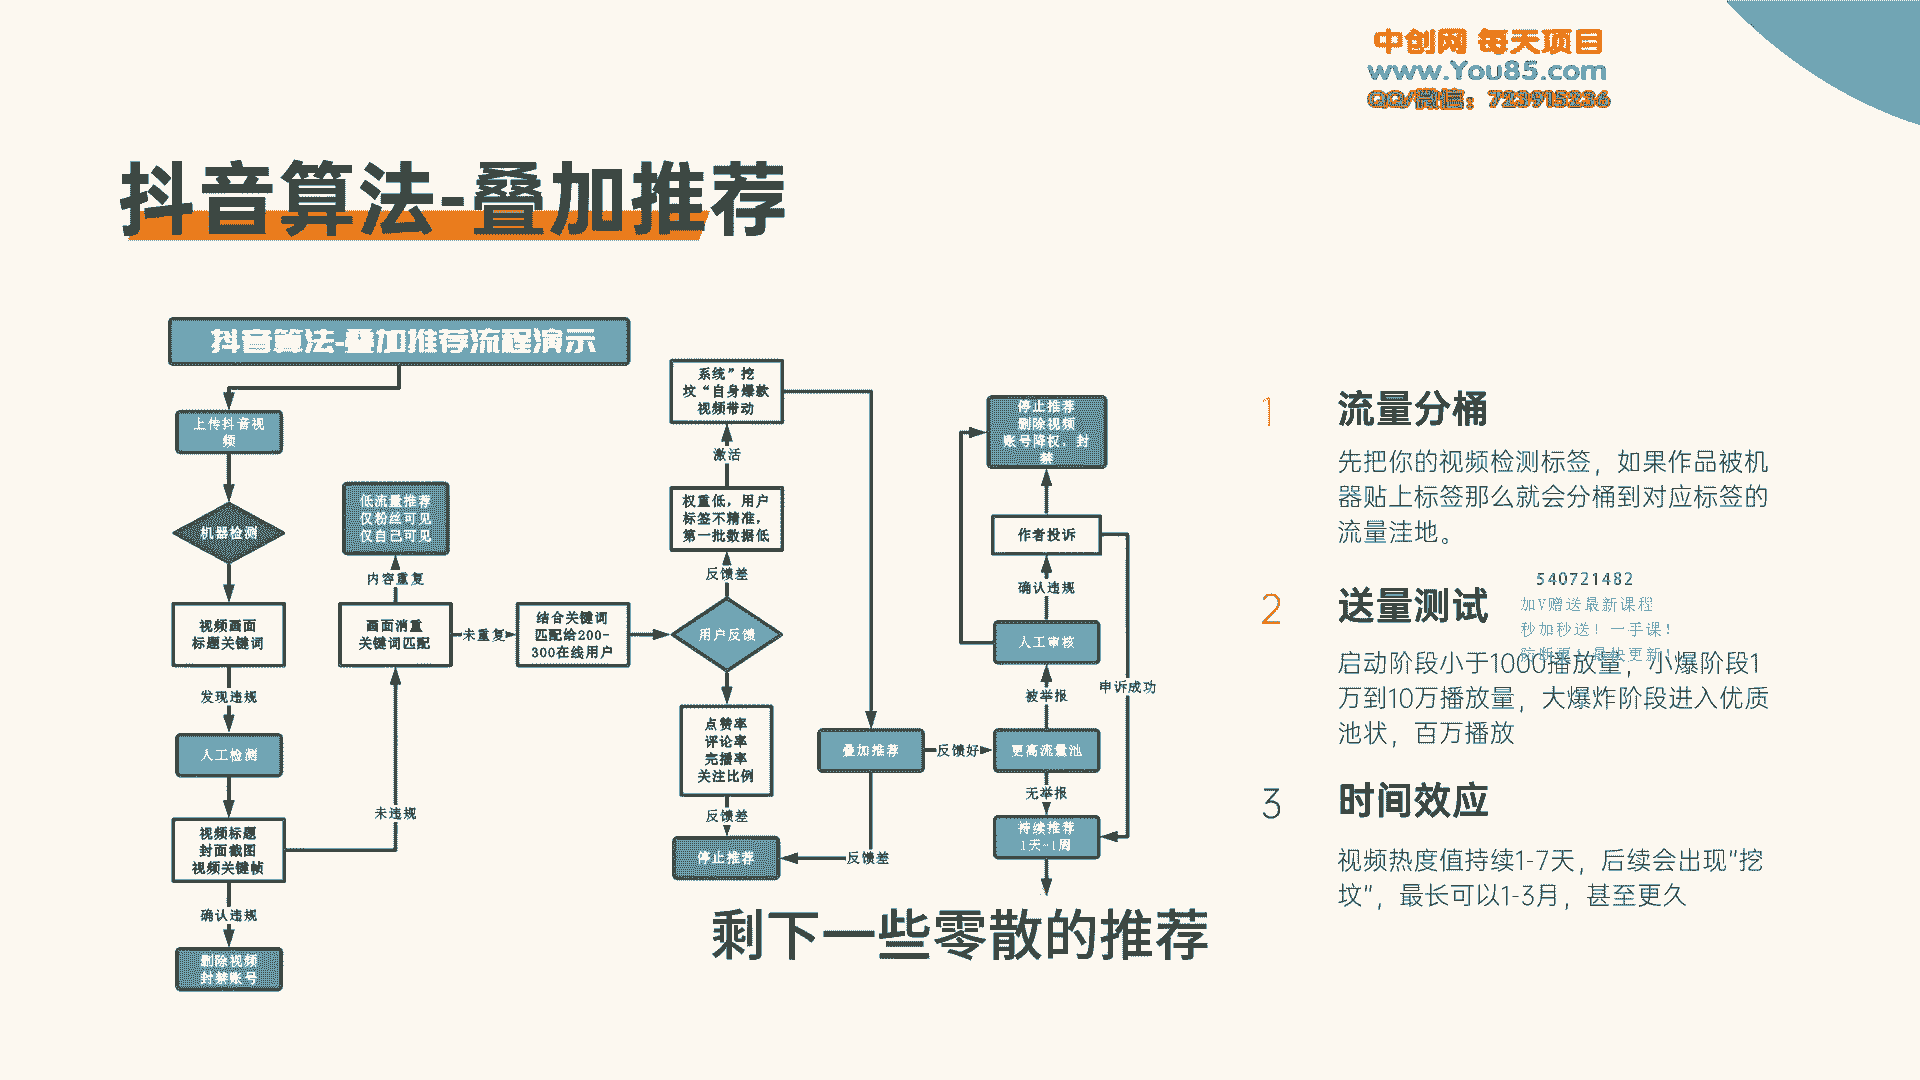 中创网 每天项目
www.You85.com
QQ/微信：723915236
抖音算法-叠加推荐
抖音算法-叠加推荐流程演示
上传抖音视
频
机器检测
视频画面
标题关键词
发现违规
人工检测
视频标题
封面截图
视频关键帧
确认违规
删除视频
封禁账号
未违规
低流量推荐
仅粉丝可见
仅自己可见
内容重复
画面消重
关键词匹配
未重复
结合关键词
匹配给200-
300在线用户
系统”挖
坟“自身爆款
视频带动
激活
权重低，用户
标签不精准，
第一批数据低
反馈差
用户反馈
点赞率
评论率
完播率
关注比例
反馈差
停止推荐
叠加推荐
反馈差
反馈好
停止推荐
删除视频
账号降权，封
禁
作者投诉
确认违规
人工审核
被举报
申诉成功
更高流量池
无举报
持续推荐
1天~1周
剩下一些零散的推荐
1
流量分桶
先把你的视频检测标签，如果作品被机
器贴上标签那么就会分桶到对应标签的
流量洼地。
2
送量测试
540721482
加V赠送最新课程
秒加秒送！一手课！
启动阶段小于1000播放量，小爆阶段1
万到10万播放量，大爆炸阶段进入优质
池状，百万播放
3
时间效应
视频热度值持续1-7天，后续会出现”挖
坟”，最长可以1-3月，甚至更久